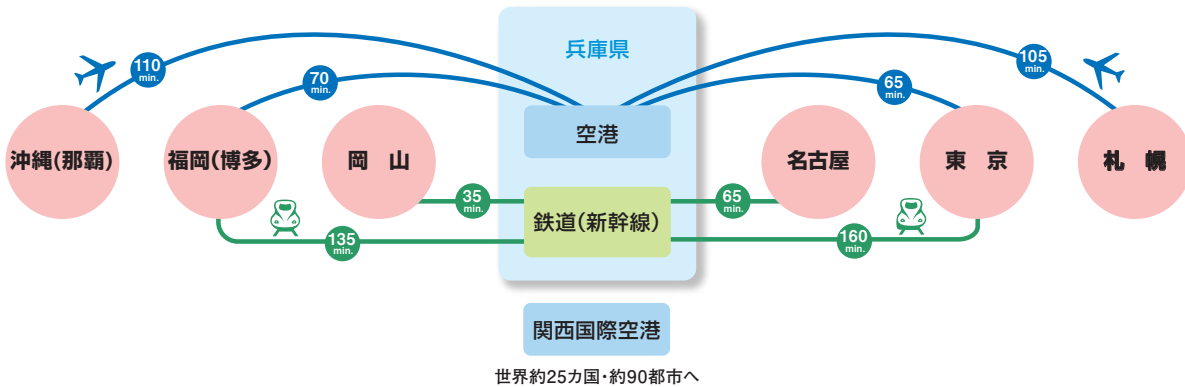 兵庫県
110
min.
70
min.
65
min.
105
min.
空港
沖縄(那覇)
福岡(博多)
岡 山
名古屋
東 京
札 幌
35
min.
65
min.
鉄道(新幹線)
135
min.
160
min.
関西国際空港
世界約25カ国・約90都市へ